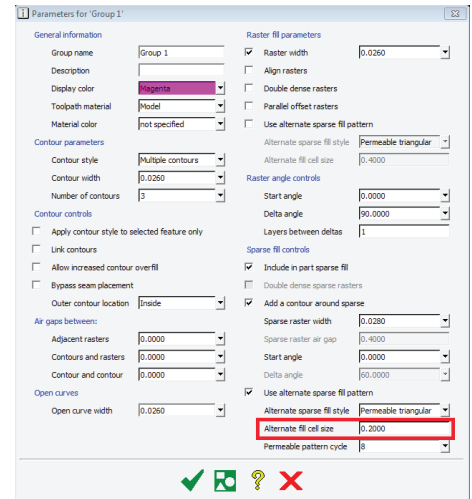 Parameters for 'Group 1'
General information
Group name Group 1
Description
Display color Magenta
Toolpath material Model
Material color not specified
Contour parameters
Contour style Multiple contours
Contour width 0.0260
Number of contours 3
Contour controls
Apply contour style to selected feature only
Link contours
Allow increased contour overfill
Bypass seam placement
Outer contour location Inside
Air gaps between:
Adjacent rasters 0.0000
Contours and rasters 0.0000
Contour and contour 0.0000
Open curves
Open curve width 0.0260
Raster fill parameters
Raster width 0.0260
Align rasters
Double dense rasters
Parallel offset rasters
Use alternate sparse fill pattern
Alternate sparse fill style Permeable triangular
Alternate fill cell size 0.4000
Raster angle controls
Start angle 0.0000
Delta angle 90.0000
Layers between deltas 1
Sparse fill controls
Include in part sparse fill
Double dense sparse rasters
Add a contour around sparse
Sparse raster width 0.0280
Sparse raster air gap 0.4000
Start angle 0.0000
Delta angle 60.0000
Use alternate sparse fill pattern
Alternate sparse fill style Permeable triangular
Alternate fill cell size 0.2000
Permeable pattern cycle 8